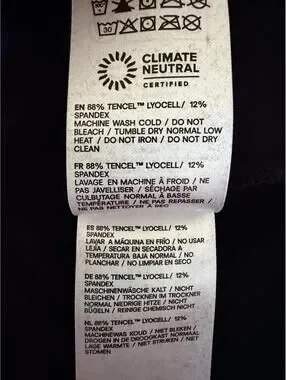 30
CLIMATE
NEUTRAL
CERTIFIED
EN 88% TENCEL™ LYOCELL/ 12%
SPANDEX
MACHINE WASH COLD / DO NOT
BLEACH / TUMBLE DRY NORMAL LOW
HEAT / DO NOT IRON / DO NOT DRY
CLEAN
FR 88% TENCEL™ LYOCELL/ 12%
SPANDEX
LAVAGE EN MACHINE À FROID / NE
PAS JAVELLISER / SÉCHAGE PAR
CULBUTAGE NORMAL À BASSE
TEMPÉRATURE / NE PAS REPASSER /
NE PAS NETTOYER À SEC
ES 88% TENCEL™ LYOCELL/ 12%
SPANDEX
LAVAR A MÁQUINA EN FRÍO / NO USAR
LEJÍA / SECAR EN SECADORA A
TEMPERATURA BAJA NORMAL / NO
PLANCHAR / NO LIMPIAR EN SECO
DE 88% TENCEL™ LYOCELL/ 12%
SPANDEX
MASCHINENWÄSCHE KALT / NICHT
BLEICHEN / TROCKNEN IM TROCKNER
NORMAL NIEDRIGE HITZE / NICHT
BÜGELN / REINIGE CHEMISCH NICHT
NL 88% TENCEL™ LYOCELL/ 12%
SPANDEX
MACHINEWAS KOUD / NIET BLEKEN /
DROGEN IN DE DROOGKAST NORMAAL
LAGE WARMTE / NIET STRIJKEN / NIET
STOMEN